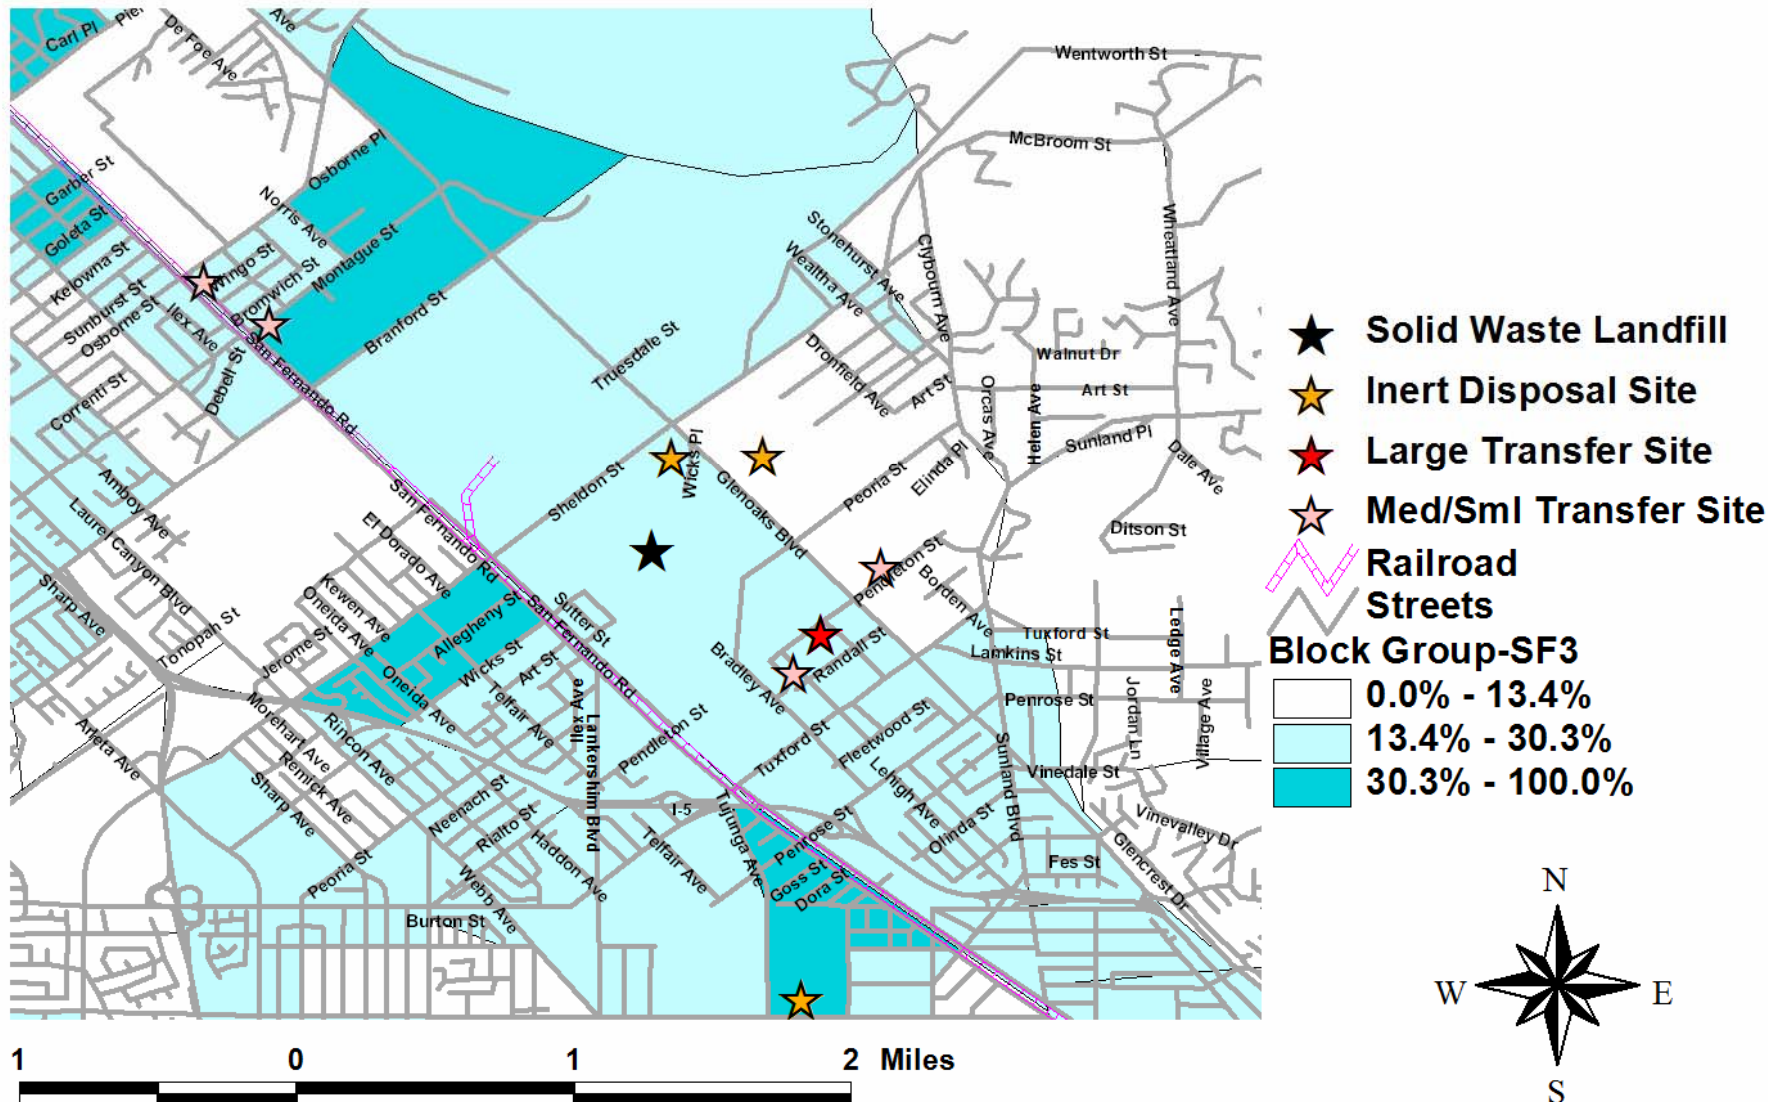 Carl Pl
Pier
De Foe Ave
Ave
Wentworth St
McBroom St
Osborne Pl
Garber St
Norris Ave
Goleta St
Wingo St
Montague St
Kelowna St
Bromwich St
Sunburst St
Osborne St
Ilex Ave
Branford St
San Fernando Rd
Debell St
Correnti St
Stonehurst Ave
Wealtha Ave
Clybourn Ave
Wheatland Ave
Truesdale St
Dronfield Ave
Art St
Walnut Dr
Art St
Orcas Ave
Helen Ave
Sunland Pl
Dale Ave
Ditson St
Peoria St
Elinda Pl
Wicks Pl
Sheldon St
Glenoaks Blvd
Amboy Ave
Laurel Canyon Blvd
San Fernando Rd
El Dorado Ave
Sharp Ave
Kewen Ave
Oneida Ave
Allegheny St
Sutter St
San Fernando Rd
Tonopah St
Jerome St
Wicks St
Art St
Oneida Ave
Telfair Ave
Ilex Ave
Lankershim Blvd
Pendleton St
Borden Ave
Randall St
Bradley Ave
Tuxford St
Lamkins St
Ledge Ave
Penrose St
Jordan Ln
Village Ave
Arleta Ave
Morehart Ave
Rincon Ave
Remick Ave
Sharp Ave
Pendleton St
Tuxford St
Fleetwood St
Lehigh Ave
Sunland Blvd
Vinedale St
Vinevalley Dr
Neenach St
Rialto St
Haddon Ave
I-5
Tujunga Ave
Telfair Ave
Penrose St
Goss St
Dora St
Olinda St
Fes St
Glencrest Dr
Peoria St
Webb Ave
Burton St
Solid Waste Landfill
Inert Disposal Site
Large Transfer Site
Med/Sml Transfer Site
Railroad
Streets
Block Group-SF3
0.0% - 13.4%
13.4% - 30.3%
30.3% - 100.0%
N
W E
S
1 0 1 2 Miles